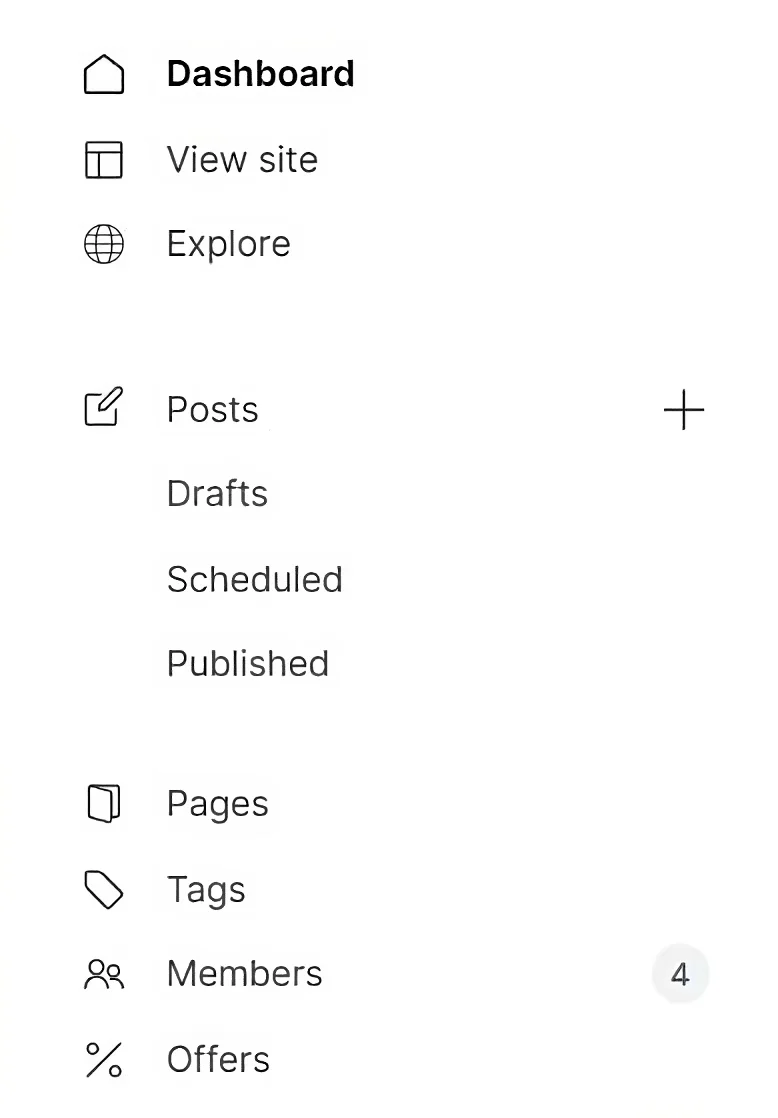 Dashboard
View site
Explore
Posts
Drafts
Scheduled
Published
Pages
Tags
Members 4
Offers